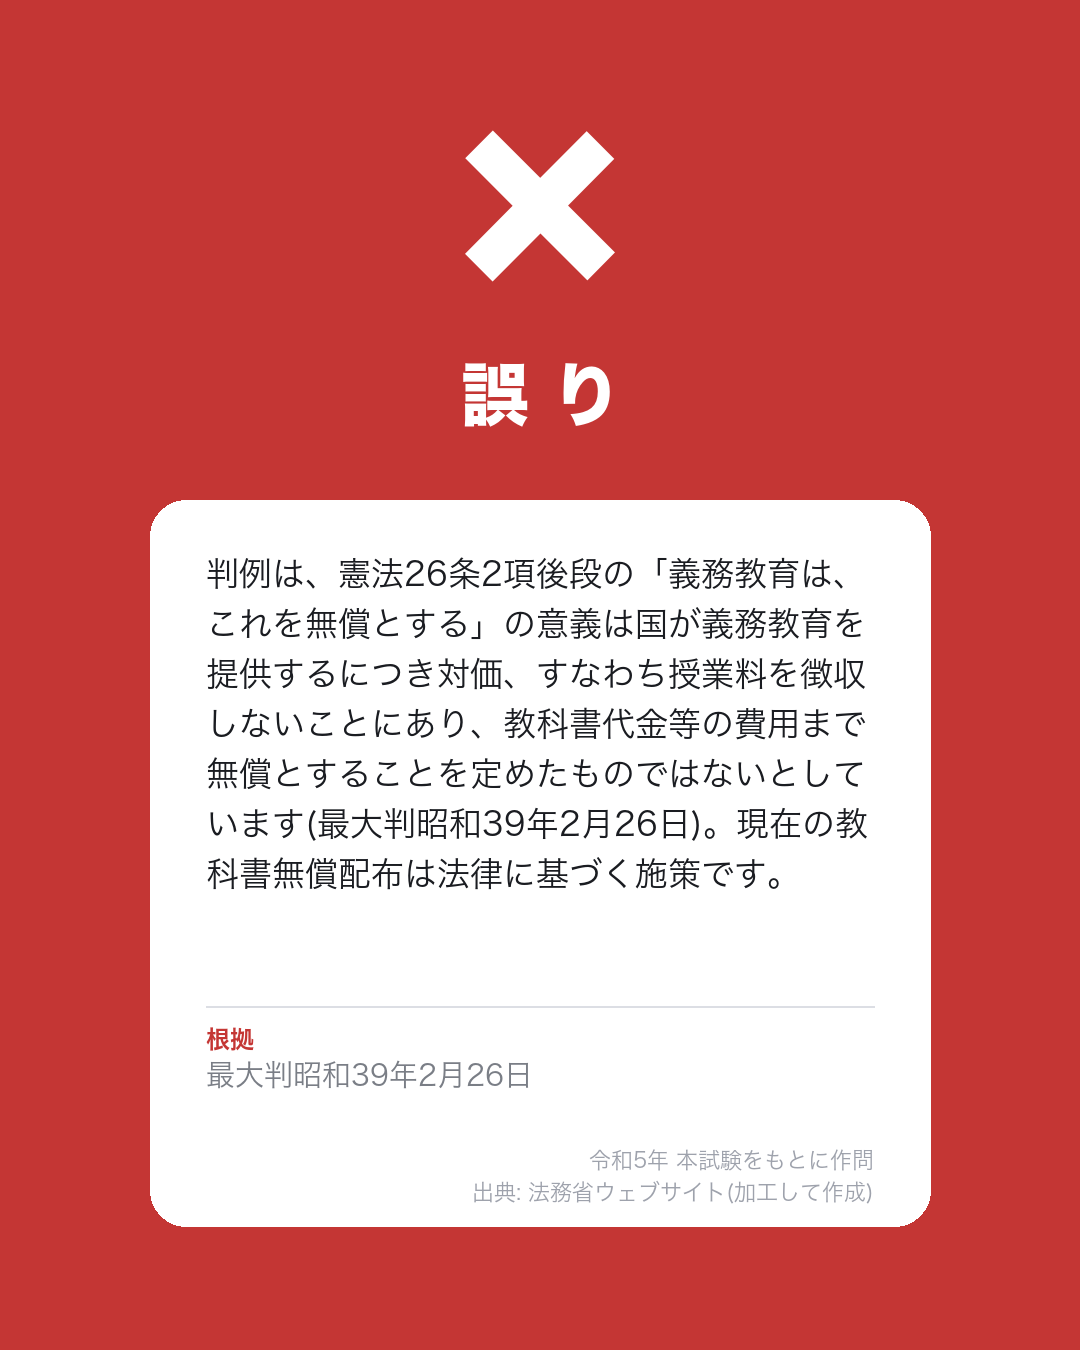 誤り
判例は、憲法26条2項後段の「義務教育は、
これを無償とする」の意義は国が義務教育を
提供するにつき対価、すなわち授業料を徴収
しないことにあり、教科書代金等の費用まで
無償とすることを定めたものではないとして
います(最大判昭和39年2月26日)。現在の教
科書無償配布は法律に基づく施策です。
根拠
最大判昭和39年2月26日
令和5年 本試験をもとに作問
出典: 法務省ウェブサイト(加工して作成)